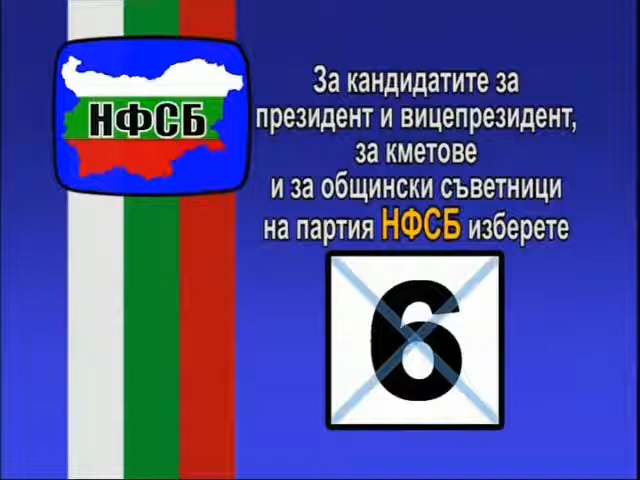 НФСБ
За кандидатите за
президент и вицепрезидент,
за кметове
и за общински съветници
на партия НФСБ изберете
6